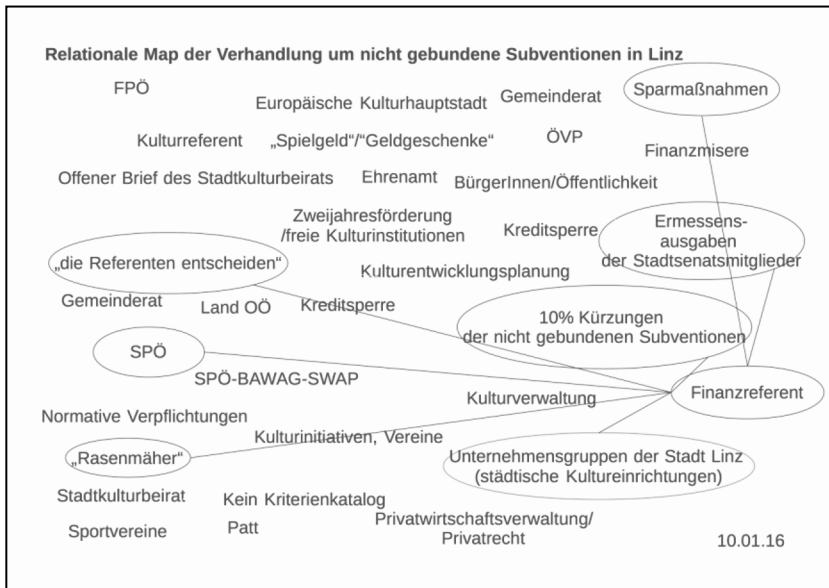 Relationale Map der Verhandlung um nicht gebundene Subventionen in Linz
FPÖ
Europäische Kulturhauptstadt
Gemeinderat
Sparmaßnahmen
Kulturreferent
„Spielgeld“/“Geldgeschenke“
ÖVP
Finanzmisere
Offener Brief des Stadtkulturbeirats
Ehrenamt
BürgerInnen/Öffentlichkeit
Zweijahresförderung
/freie Kulturinstitutionen
Kreditsperre
Ermessens-
ausgaben
der Stadtsenatsmitglieder
„die Referenten entscheiden“
Kulturentwicklungsplanung
Gemeinderat
Land OÖ
Kreditsperre
10% Kürzungen
der nicht gebundenen Subventionen
SPÖ
SPÖ-BAWAG-SWAP
Kulturverwaltung
Finanzreferent
Normative Verpflichtungen
Kulturinitiativen, Vereine
„Rasenmäher“
Unternehmensgruppen der Stadt Linz
(städtische Kultureinrichtungen)
Stadtkulturbeirat
Kein Kriterienkatalog
Sportvereine
Patt
Privatwirtschaftsverwaltung/
Privatrecht
10.01.16